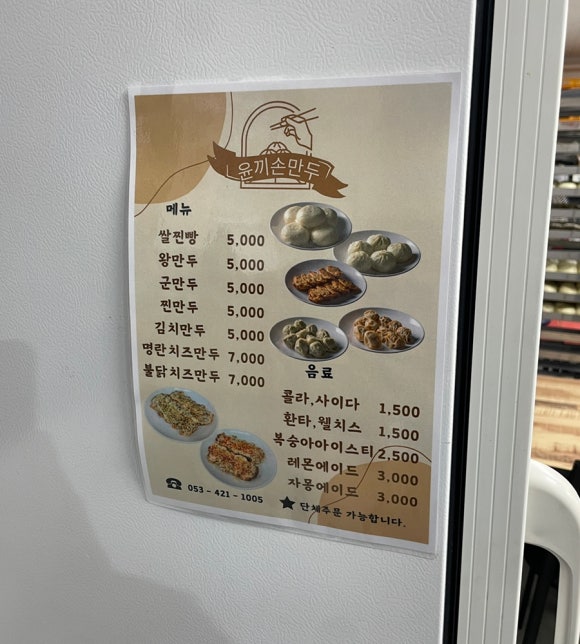 윤끼손만두
메뉴
쌀찐빵 5,000
왕만두 5,000
군만두 5,000
찐만두 5,000
김치만두 5,000
명란치즈만두 7,000
불닭치즈만두 7,000
음료
콜라,사이다 1,500
환타,웰치스 1,500
복숭아아이스티 2,500
레몬에이드 3,000
자몽에이드 3,000
☎ 053 - 421 - 1005
★ 단체주문 가능합니다.